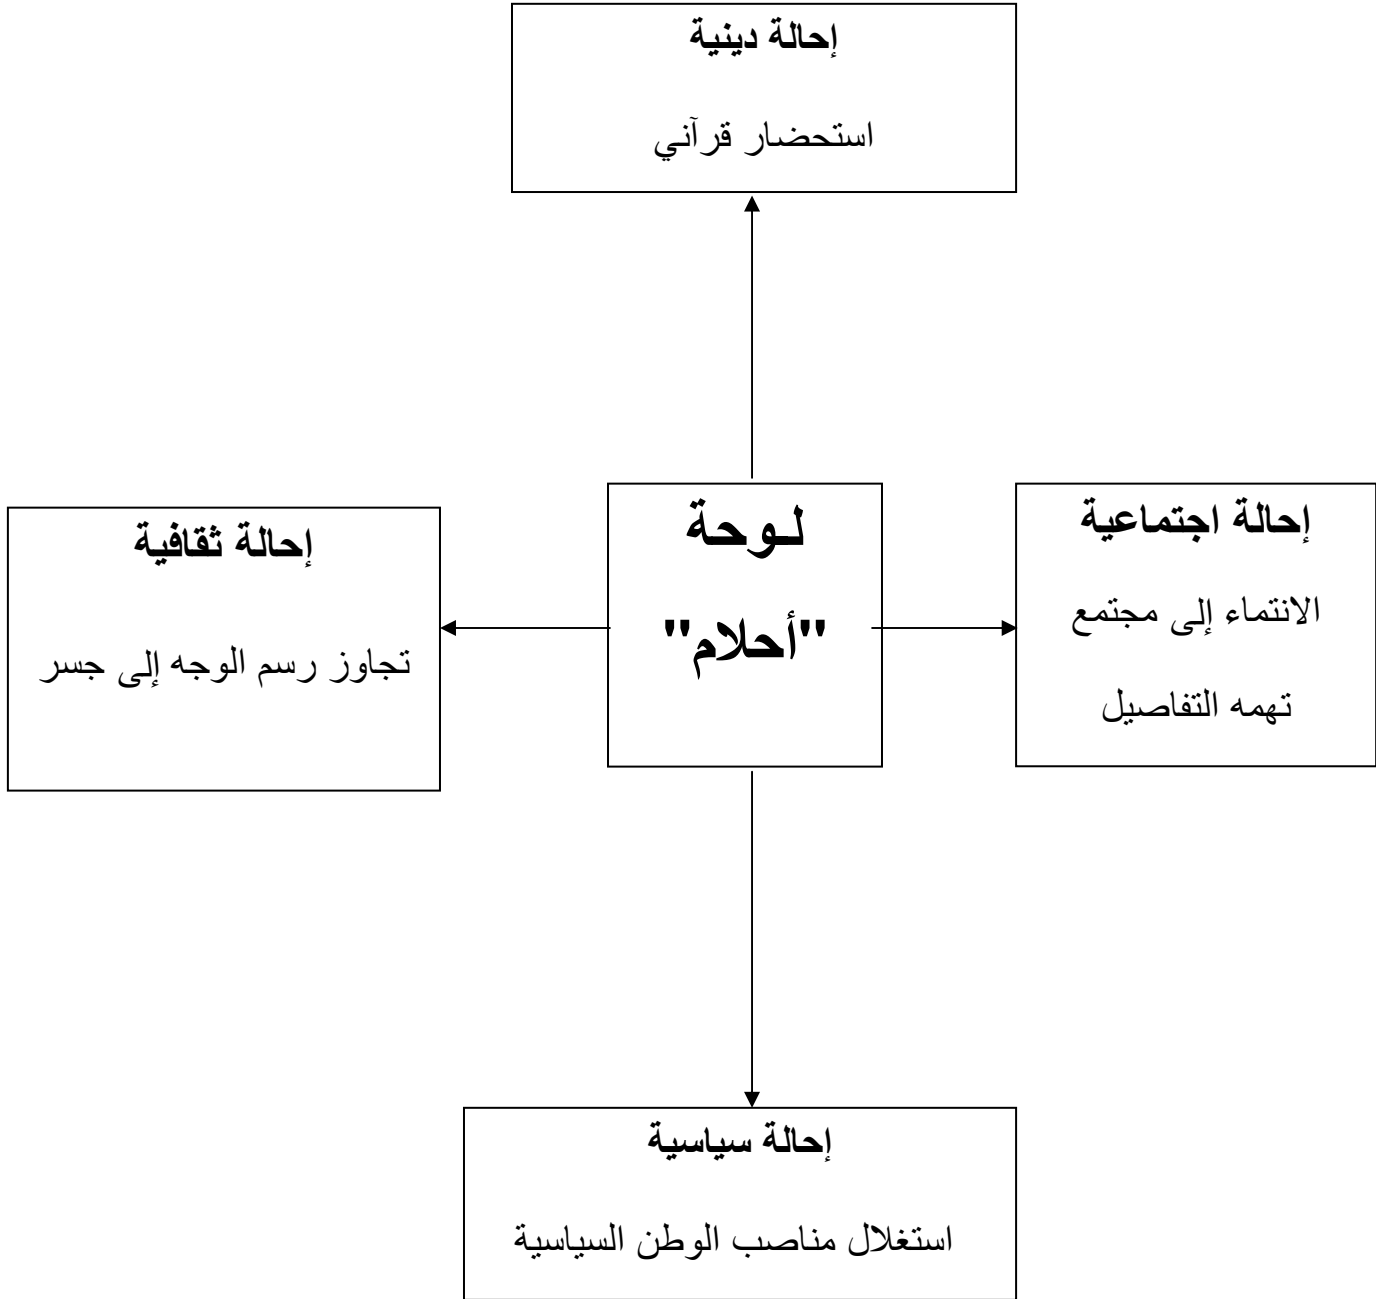 إحالة دينية
استحضار قرآني
إحالة اجتماعية
الانتماء إلى مجتمع
تهمه التفاصيل
لـوحة
"أحلام"
إحالة ثقافية
تجاوز رسم الوجه إلى جسر
إحالة سياسية
استغلال مناصب الوطن السياسية